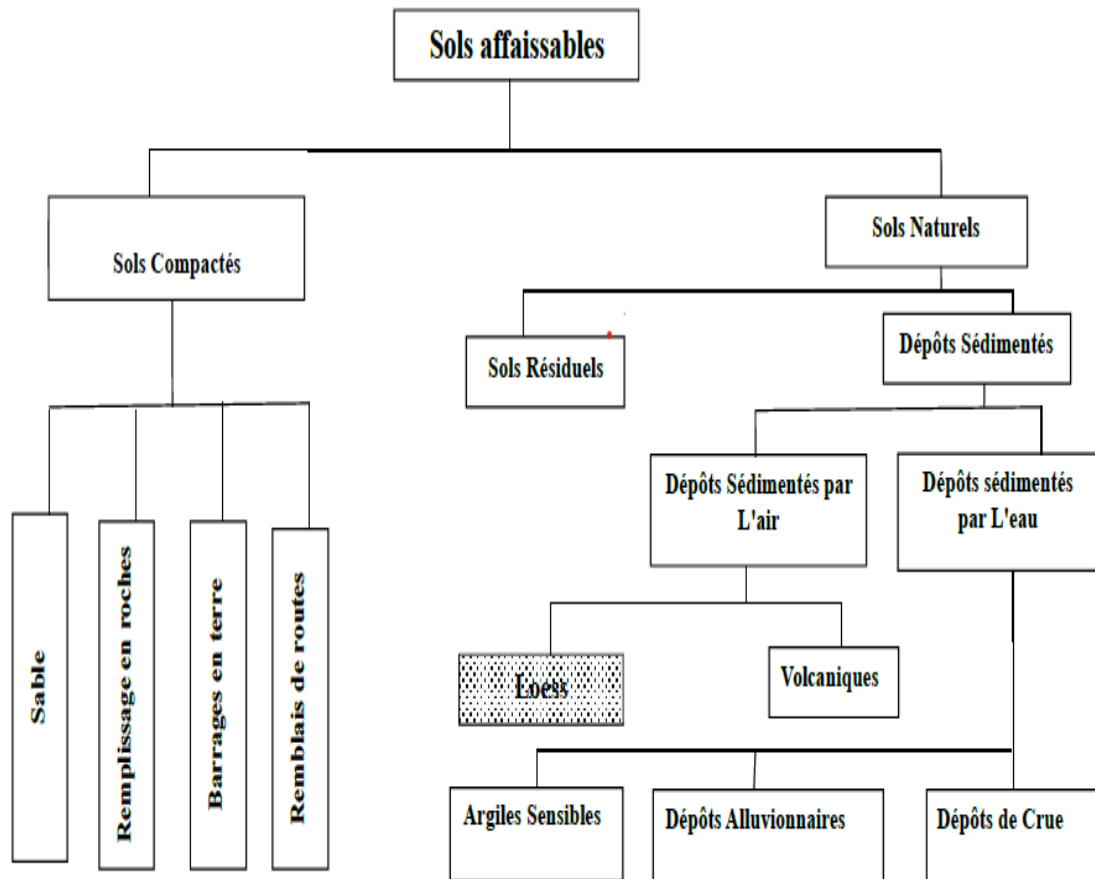 Sols affaissables
Sols Compactés
Sols Naturels
Sols Résiduels
Dépôts Sédimentés
Dépôts Sédimentés par
L'air
Dépôts sédimentés
par L'eau
Sable
Remplissage en roches
Barrages en terre
Remblais de routes
Loess
Volcaniques
Argiles Sensibles
Dépôts Alluvionnaires
Dépôts de Crue